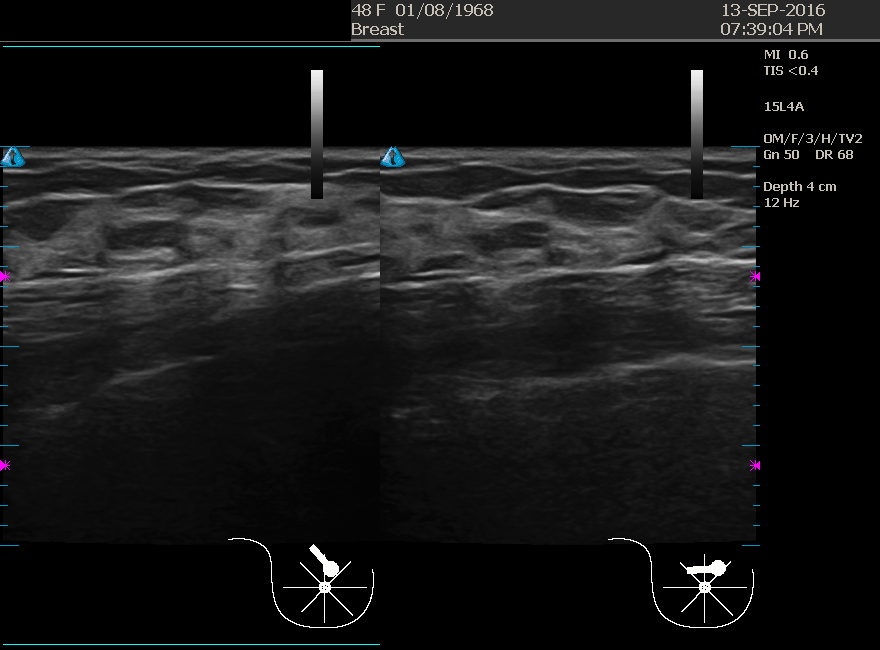 48 F 01/08/1968 13-SEP-2016
Breast 07:39:04 PM
MI 0.6
TIS <0.4
15L4A
OM/F/3/H/TV2
Gn 50 DR 68
Depth 4 cm
12 Hz